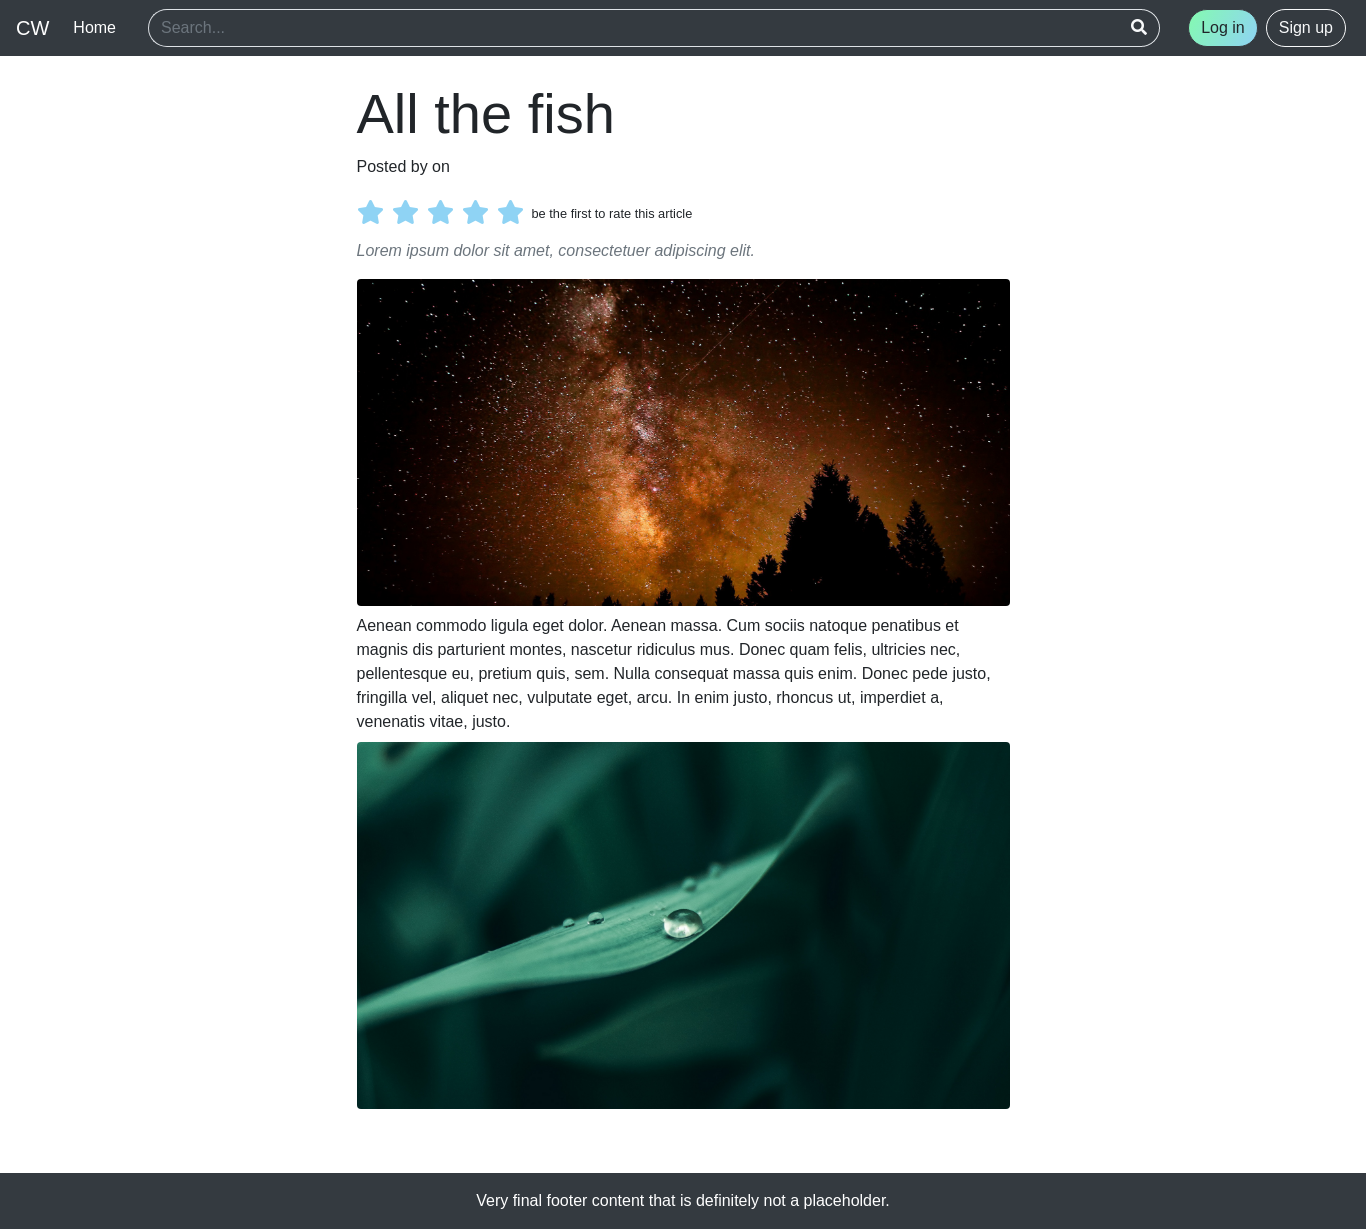 CW Home Search... Log in Sign up
All the fish
Posted by on
be the first to rate this article
Lorem ipsum dolor sit amet, consectetuer adipiscing elit.
Aenean commodo ligula eget dolor. Aenean massa. Cum sociis natoque penatibus et
magnis dis parturient montes, nascetur ridiculus mus. Donec quam felis, ultricies nec,
pellentesque eu, pretium quis, sem. Nulla consequat massa quis enim. Donec pede justo,
fringilla vel, aliquet nec, vulputate eget, arcu. In enim justo, rhoncus ut, imperdiet a,
venenatis vitae, justo.
Very final footer content that is definitely not a placeholder.